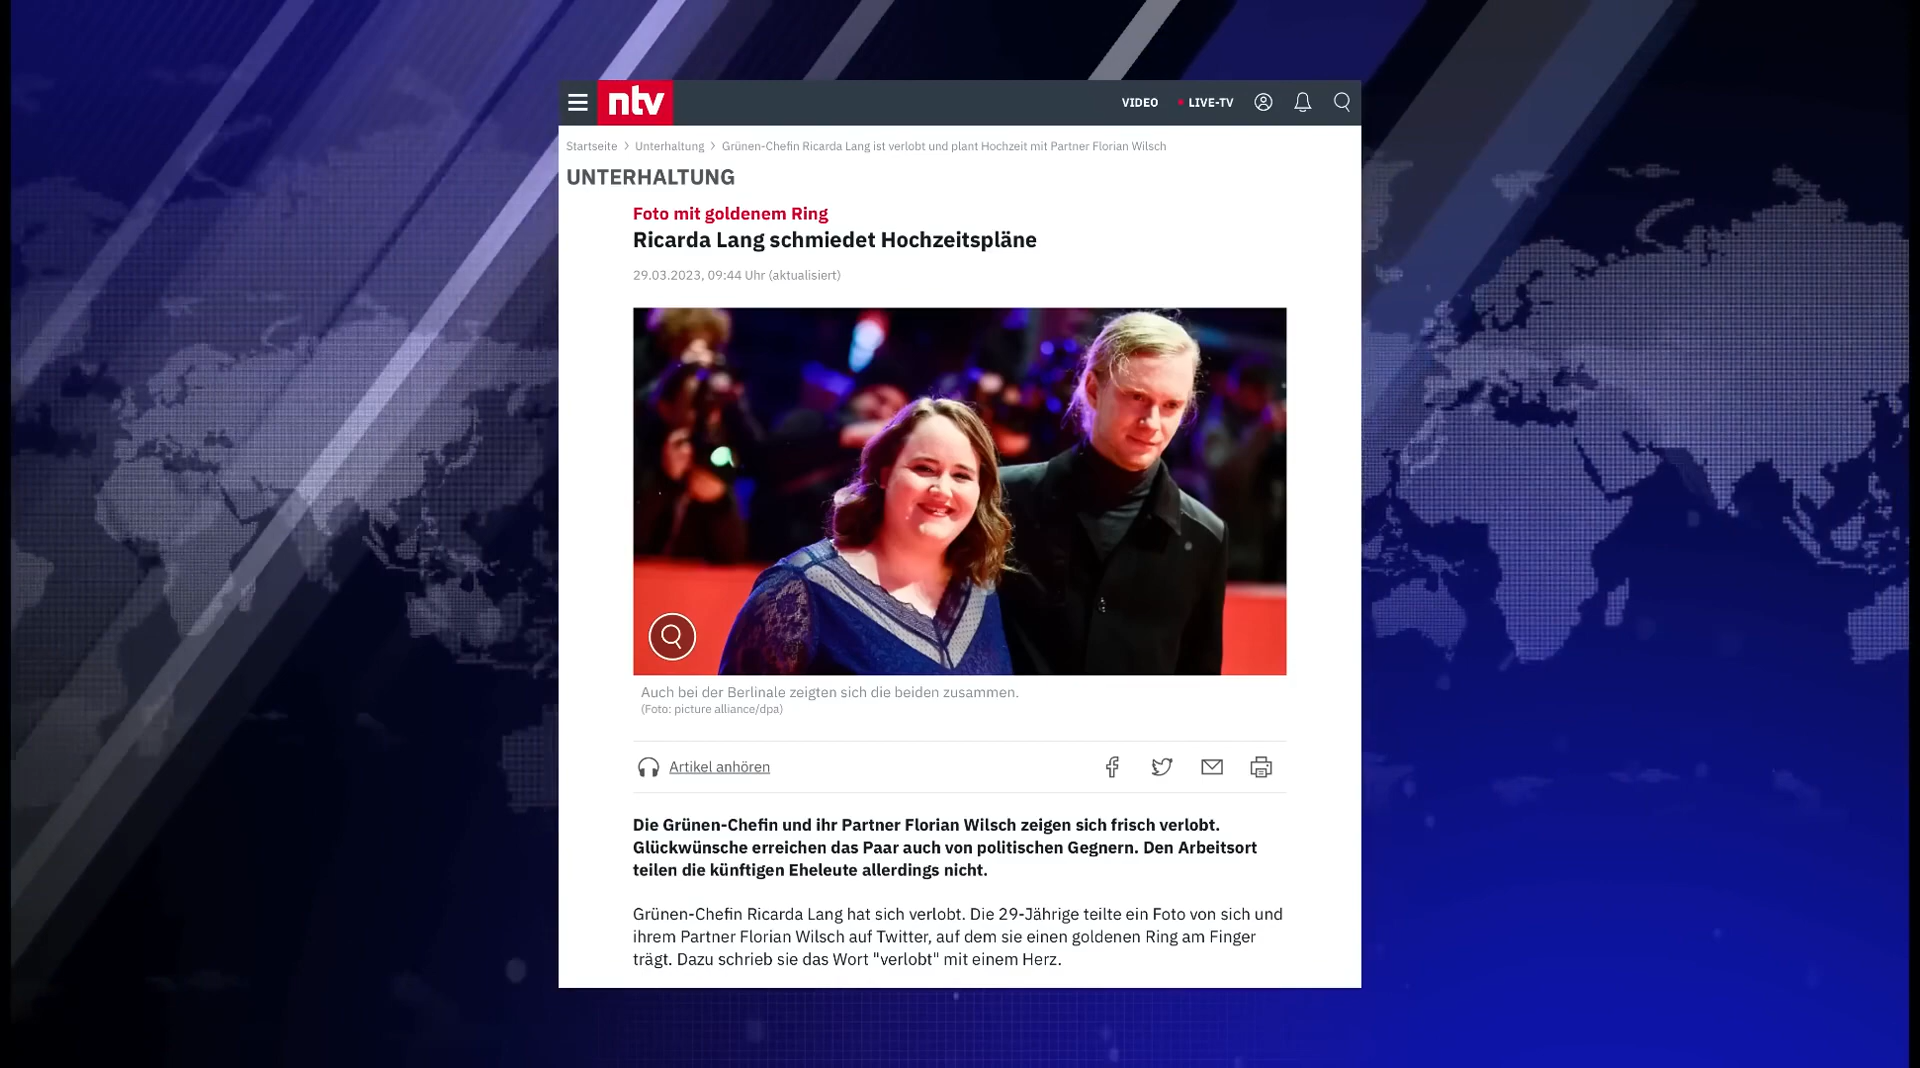 ntv
VIDEO
LIVE-TV
Startseite > Unterhaltung > Grünen-Chefin Ricarda Lang ist verlobt und plant Hochzeit mit Partner Florian Wilsch
UNTERHALTUNG
Foto mit goldenem Ring
Ricarda Lang schmiedet Hochzeitspläne
29.03.2023, 09:44 Uhr (aktualisiert)
Auch bei der Berlinale zeigten sich die beiden zusammen.
(Foto: picture alliance/dpa)
Artikel anhören
Die Grünen-Chefin und ihr Partner Florian Wilsch zeigen sich frisch verlobt.
Glückwünsche erreichen das Paar auch von politischen Gegnern. Den Arbeitsort
teilen die künftigen Eheleute allerdings nicht.
Grünen-Chefin Ricarda Lang hat sich verlobt. Die 29-Jährige teilte ein Foto von sich und
ihrem Partner Florian Wilsch auf Twitter, auf dem sie einen goldenen Ring am Finger
trägt. Dazu schrieb sie das Wort "verlobt" mit einem Herz.